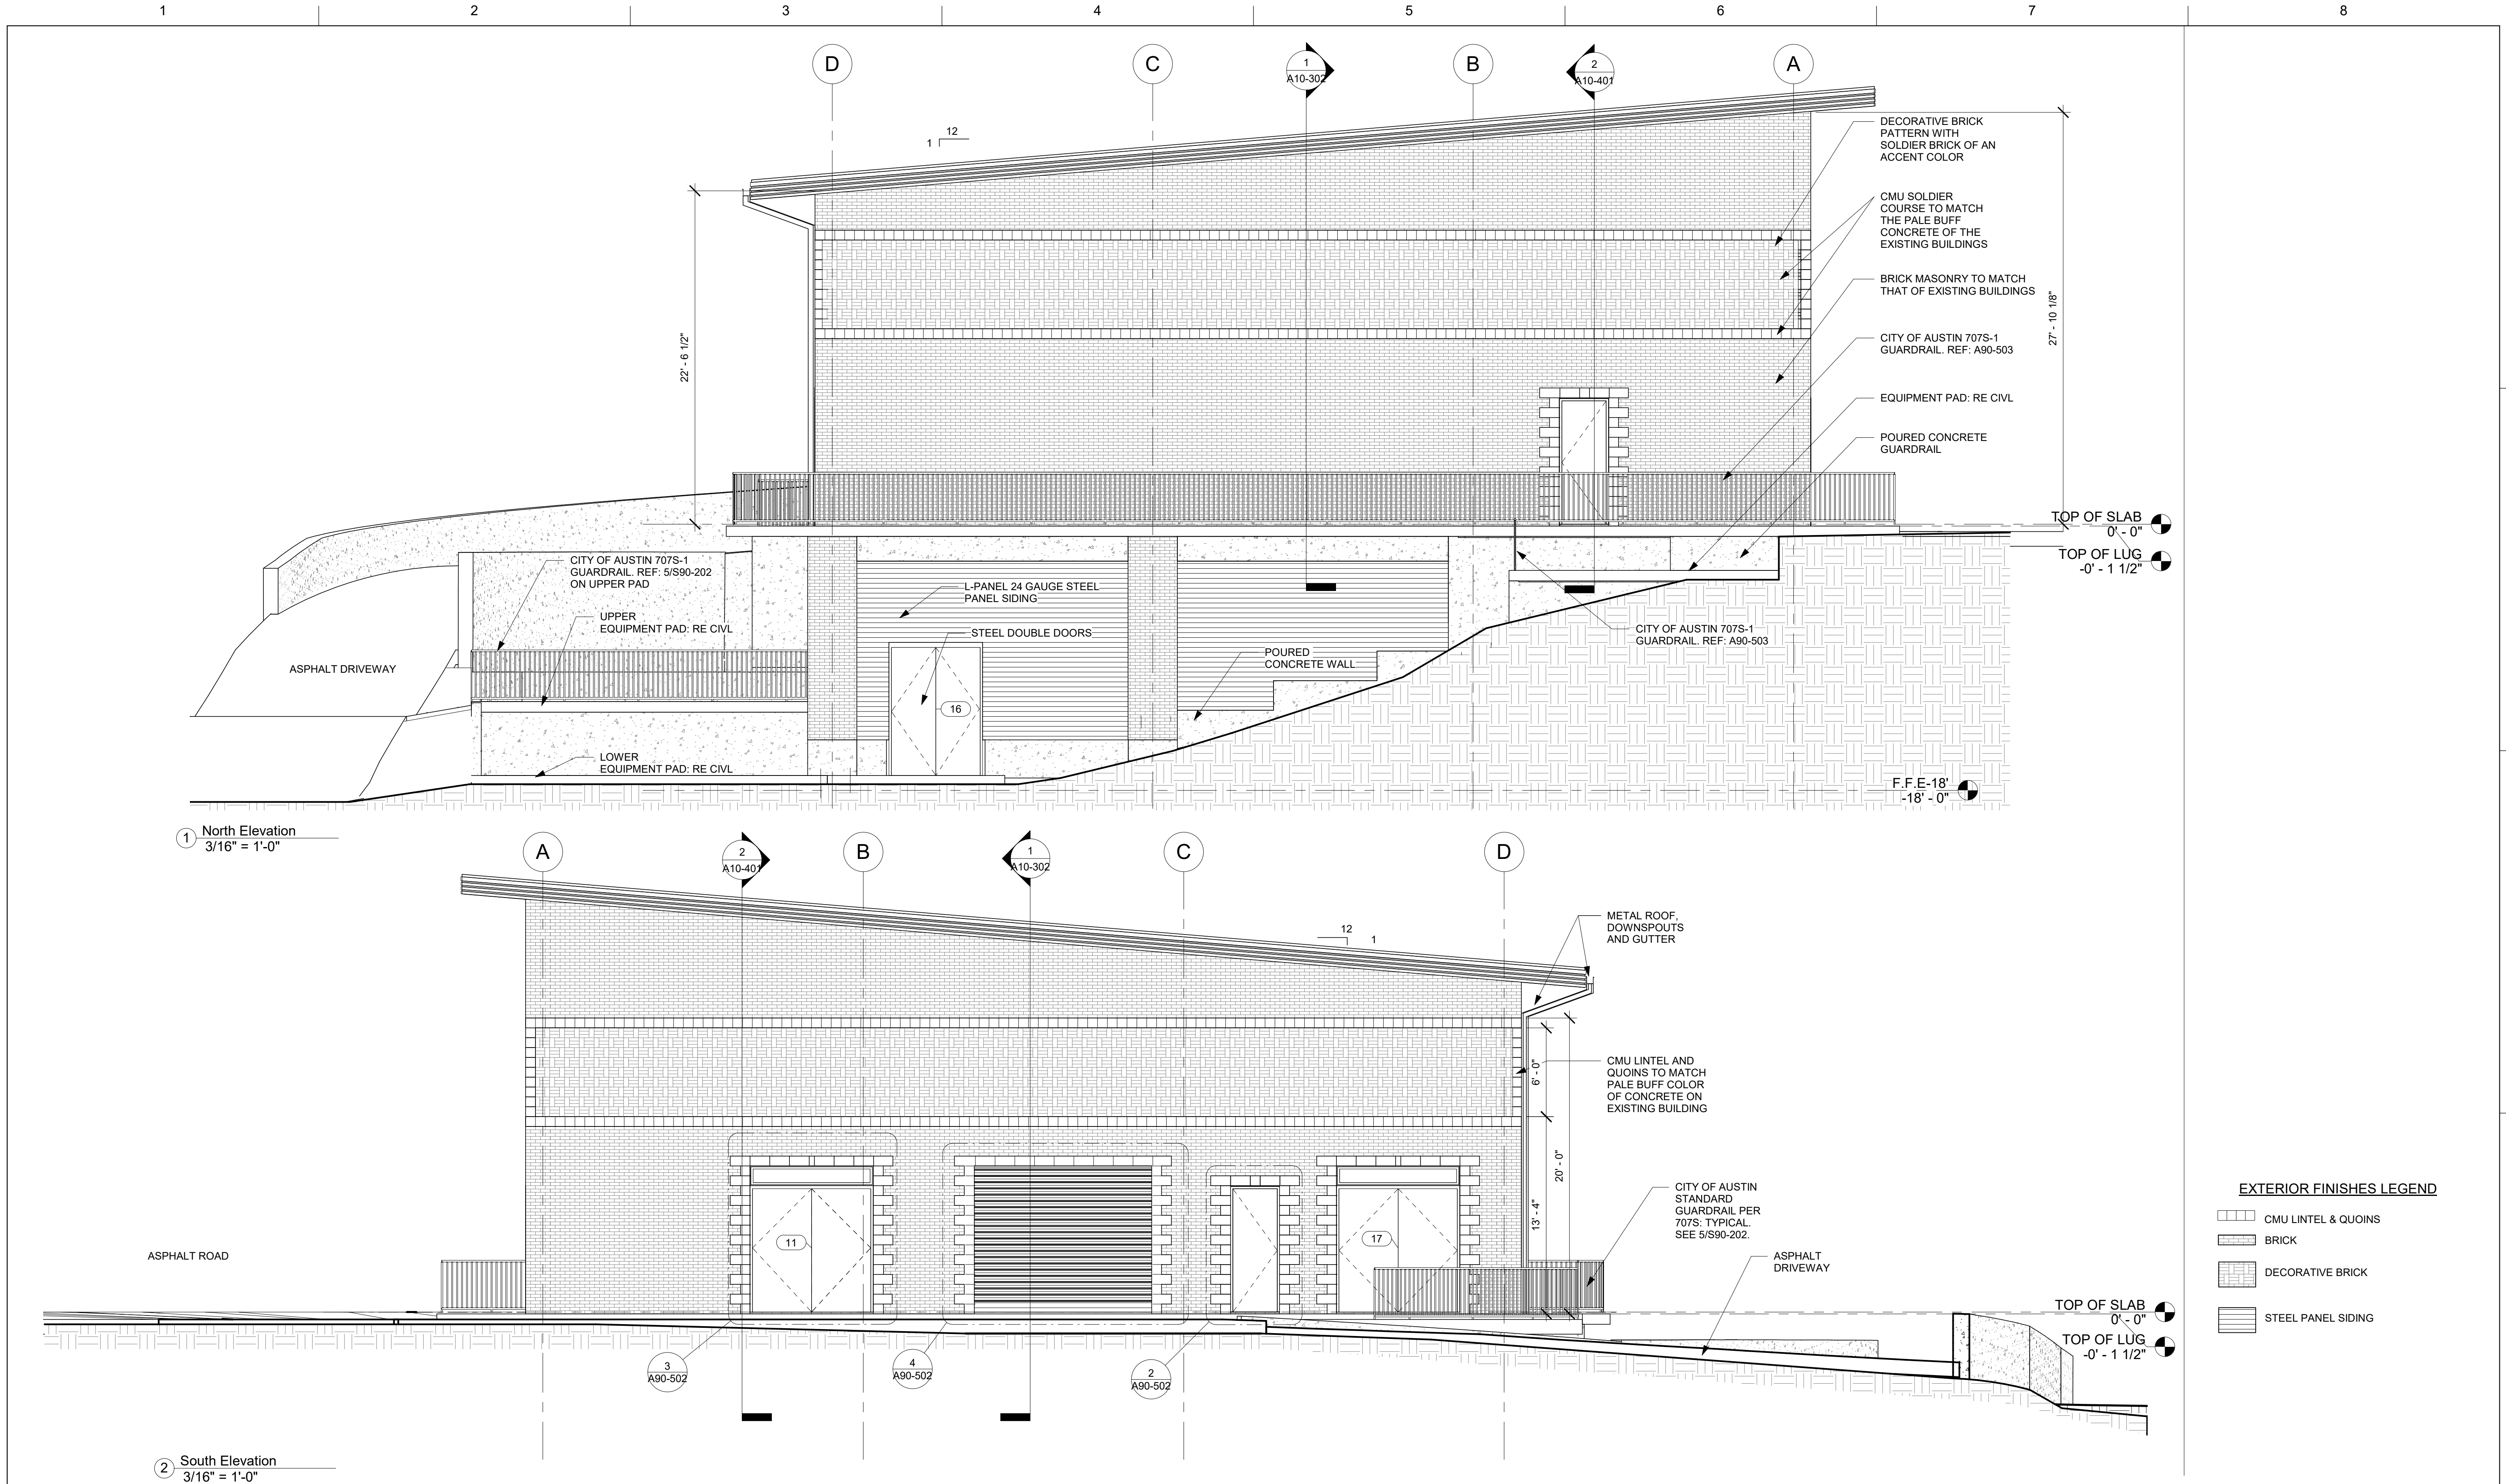 1 2 3 4 5 6 7 8
D
C
1
A10-302
B
2
A10-401
A
12
1
DECORATIVE BRICK
PATTERN WITH
SOLDIER BRICK OF AN
ACCENT COLOR
CMU SOLDIER
COURSE TO MATCH
THE PALE BUFF
CONCRETE OF THE
EXISTING BUILDINGS
BRICK MASONRY TO MATCH
THAT OF EXISTING BUILDINGS
22' - 6 1/2"
27' - 10 1/8"
CITY OF AUSTIN 707S-1
GUARDRAIL. REF: A90-503
EQUIPMENT PAD: RE CIVL
POURED CONCRETE
GUARDRAIL
TOP OF SLAB
0' - 0"
TOP OF LUG
-0' - 1 1/2"
CITY OF AUSTIN 707S-1
GUARDRAIL. REF: 5/S90-202
ON UPPER PAD
L-PANEL 24 GAUGE STEEL
PANEL SIDING
UPPER
EQUIPMENT PAD: RE CIVL
STEEL DOUBLE DOORS
CITY OF AUSTIN 707S-1
GUARDRAIL. REF: A90-503
POURED
CONCRETE WALL
ASPHALT DRIVEWAY
16
LOWER
EQUIPMENT PAD: RE CIVL
F.F.E-18'
-18' - 0"
1
North Elevation
3/16" = 1'-0"
A
2
A10-401
B
1
A10-302
C
D
12
1
METAL ROOF,
DOWNSPOUTS
AND GUTTER
CMU LINTEL AND
QUOINS TO MATCH
PALE BUFF COLOR
OF CONCRETE ON
EXISTING BUILDING
6' - 0"
20' - 0"
13' - 4"
CITY OF AUSTIN
STANDARD
GUARDRAIL PER
707S: TYPICAL.
SEE 5/S90-202.
ASPHALT
DRIVEWAY
ASPHALT ROAD
11
17
TOP OF SLAB
0' - 0"
TOP OF LUG
-0' - 1 1/2"
3
A90-502
4
A90-502
2
A90-502
EXTERIOR FINISHES LEGEND
CMU LINTEL & QUOINS
BRICK
DECORATIVE BRICK
STEEL PANEL SIDING
2
South Elevation
3/16" = 1'-0"